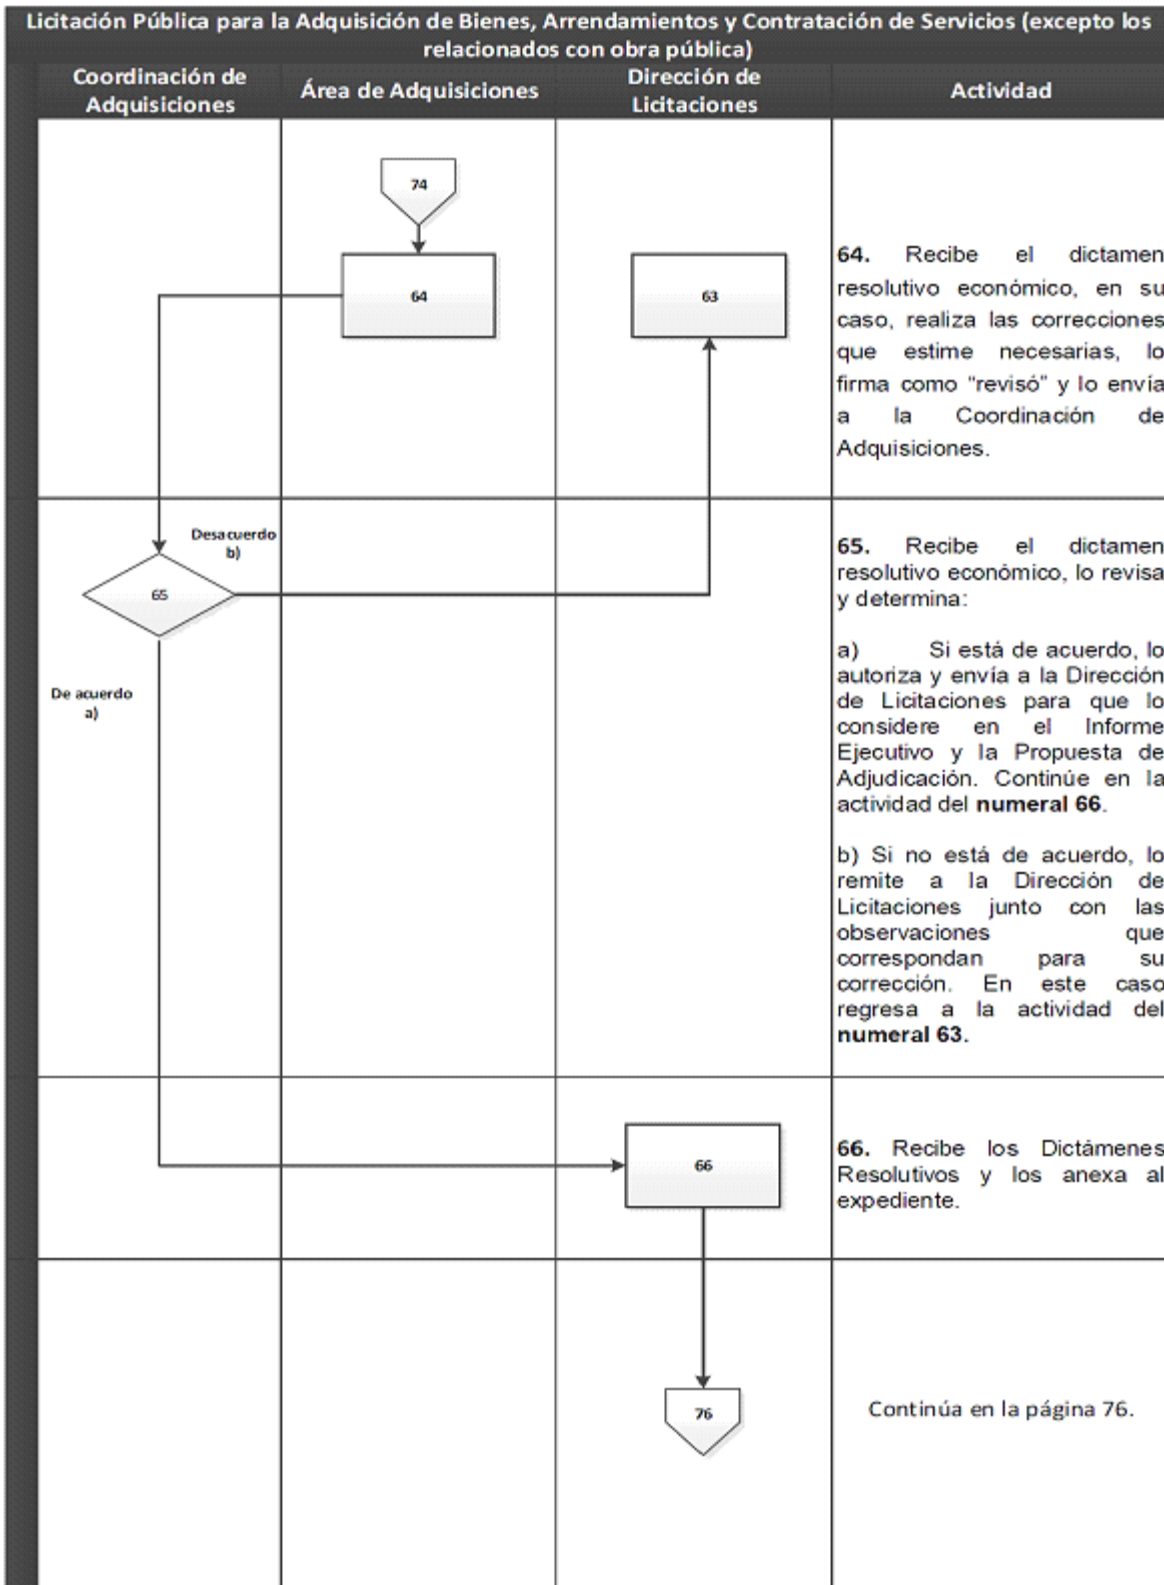 Licitación Pública para la Adquisición de Bienes, Arrendamientos y Contratación de Servicios (excepto los
relacionados con obra pública)
Coordinación de
Adquisiciones
Área de Adquisiciones
Dirección de
Licitaciones
Actividad
74
64
63
64. Recibe el dictamen
resolutivo económico, en su
caso, realiza las correcciones
que estime necesarias, lo
firma como “revisó” y lo envía
a la Coordinación de
Adquisiciones.
Desacuerdo
b)
65
De acuerdo
a)
65. Recibe el dictamen
resolutivo económico, lo revisa
y determina:
a) Si está de acuerdo, lo
autoriza y envía a la Dirección
de Licitaciones para que lo
considere en el Informe
Ejecutivo y la Propuesta de
Adjudicación. Continúe en la
actividad del numeral 66.
b) Si no está de acuerdo, lo
remite a la Dirección de
Licitaciones junto con las
observaciones que
correspondan para su
corrección. En este caso
regresa a la actividad del
numeral 63.
66
66. Recibe los Dictámenes
Resolutivos y los anexa al
expediente.
76
Continúa en la página 76.